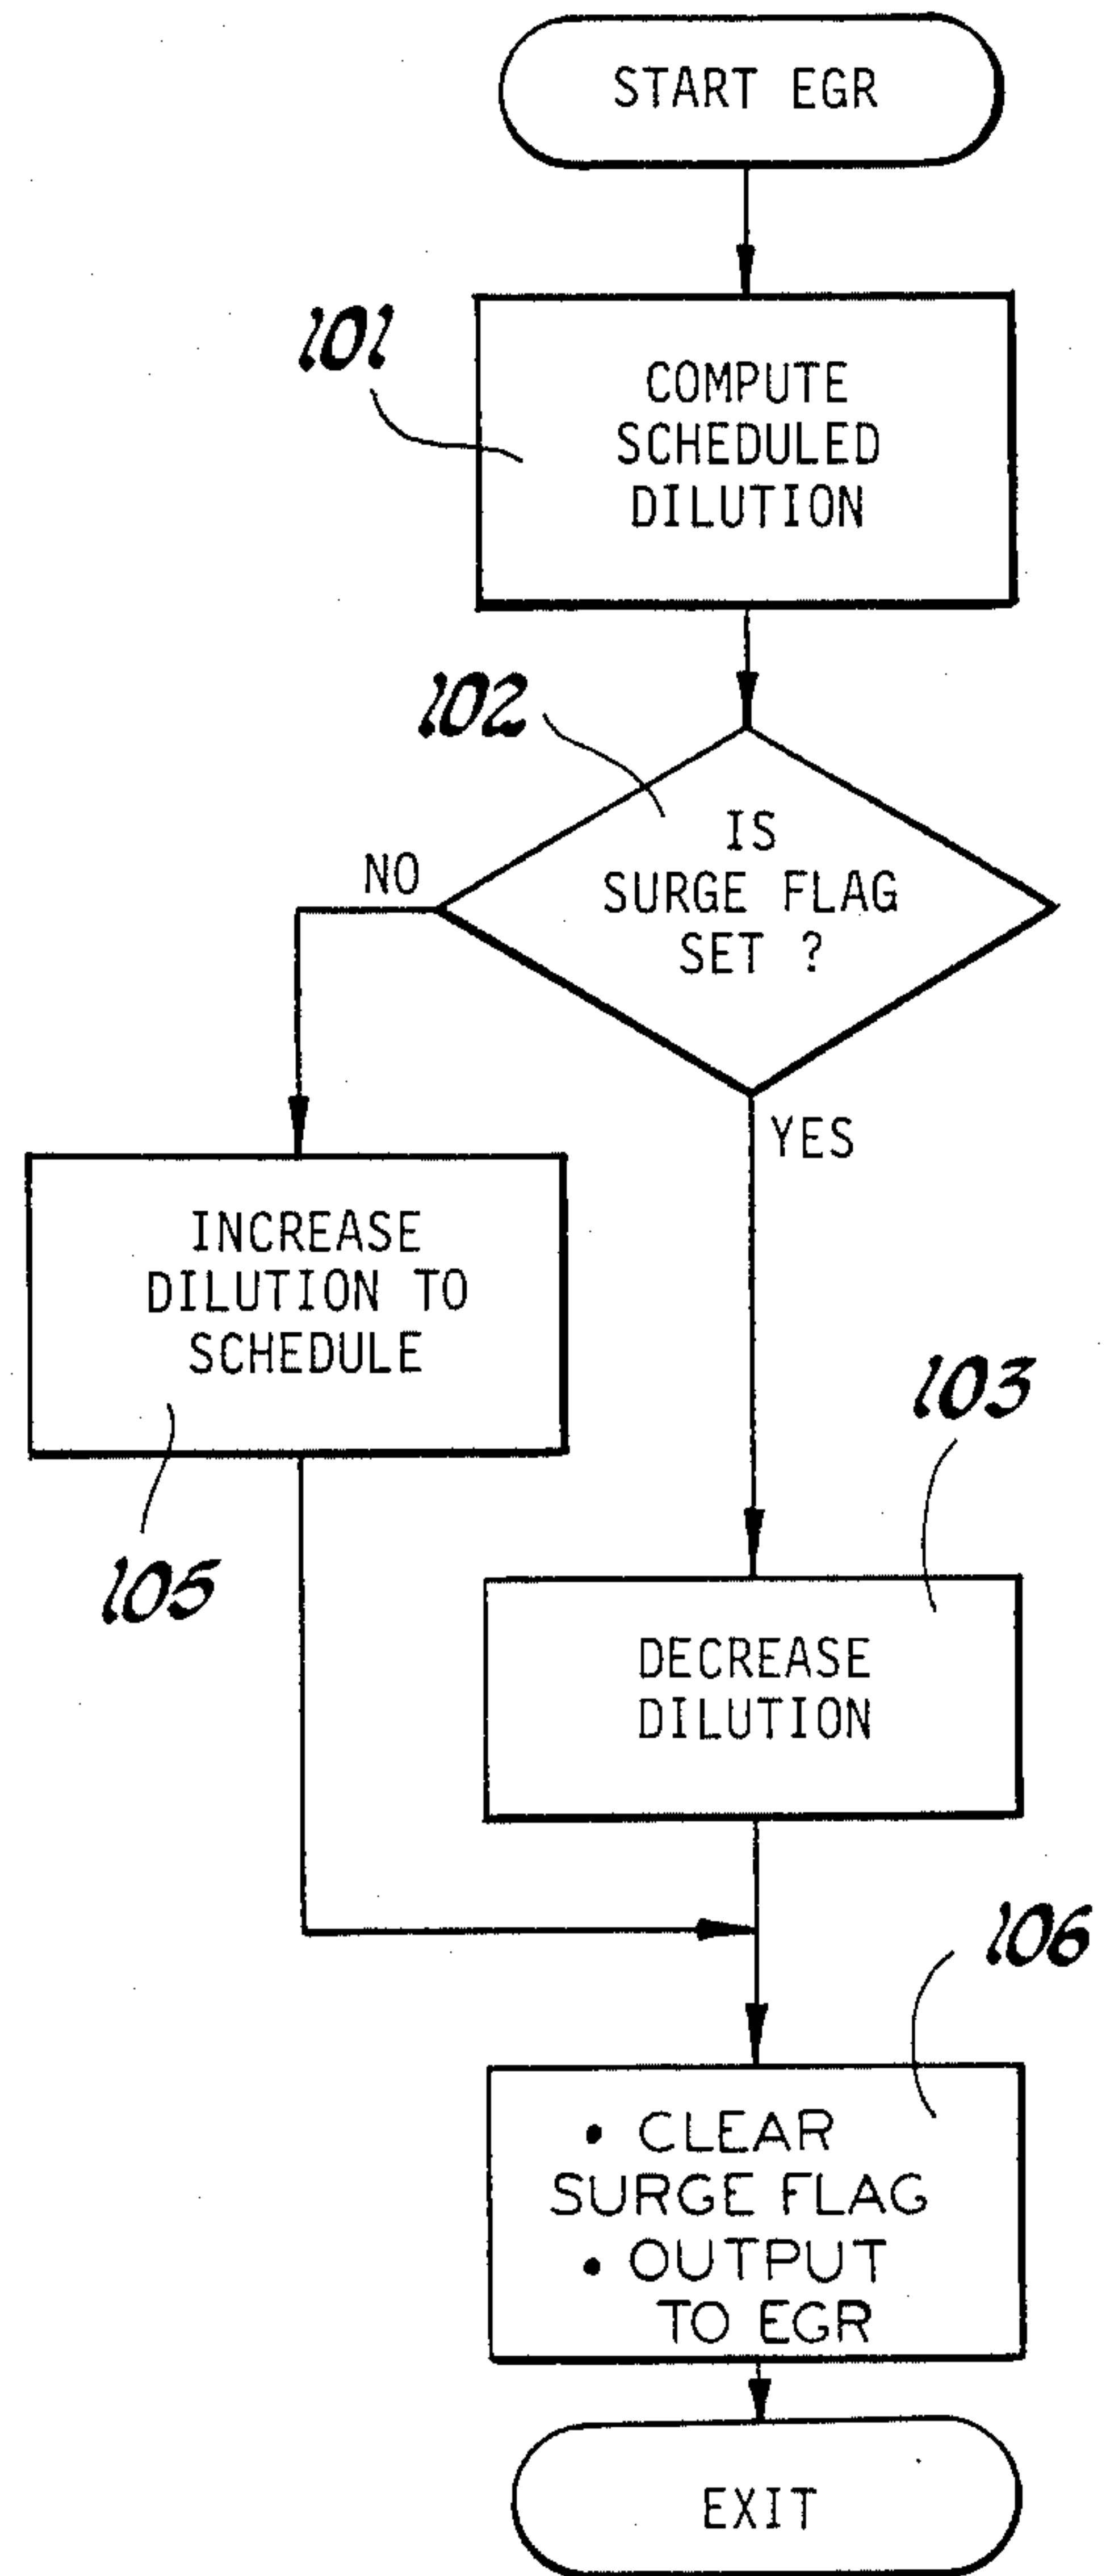 START EGR
101
COMPUTE
SCHEDULED
DILUTION
102
IS
SURGE FLAG
SET ?
NO
YES
INCREASE
DILUTION TO
SCHEDULE
105
103
DECREASE
DILUTION
106
• CLEAR
SURGE FLAG
• OUTPUT
TO EGR
EXIT